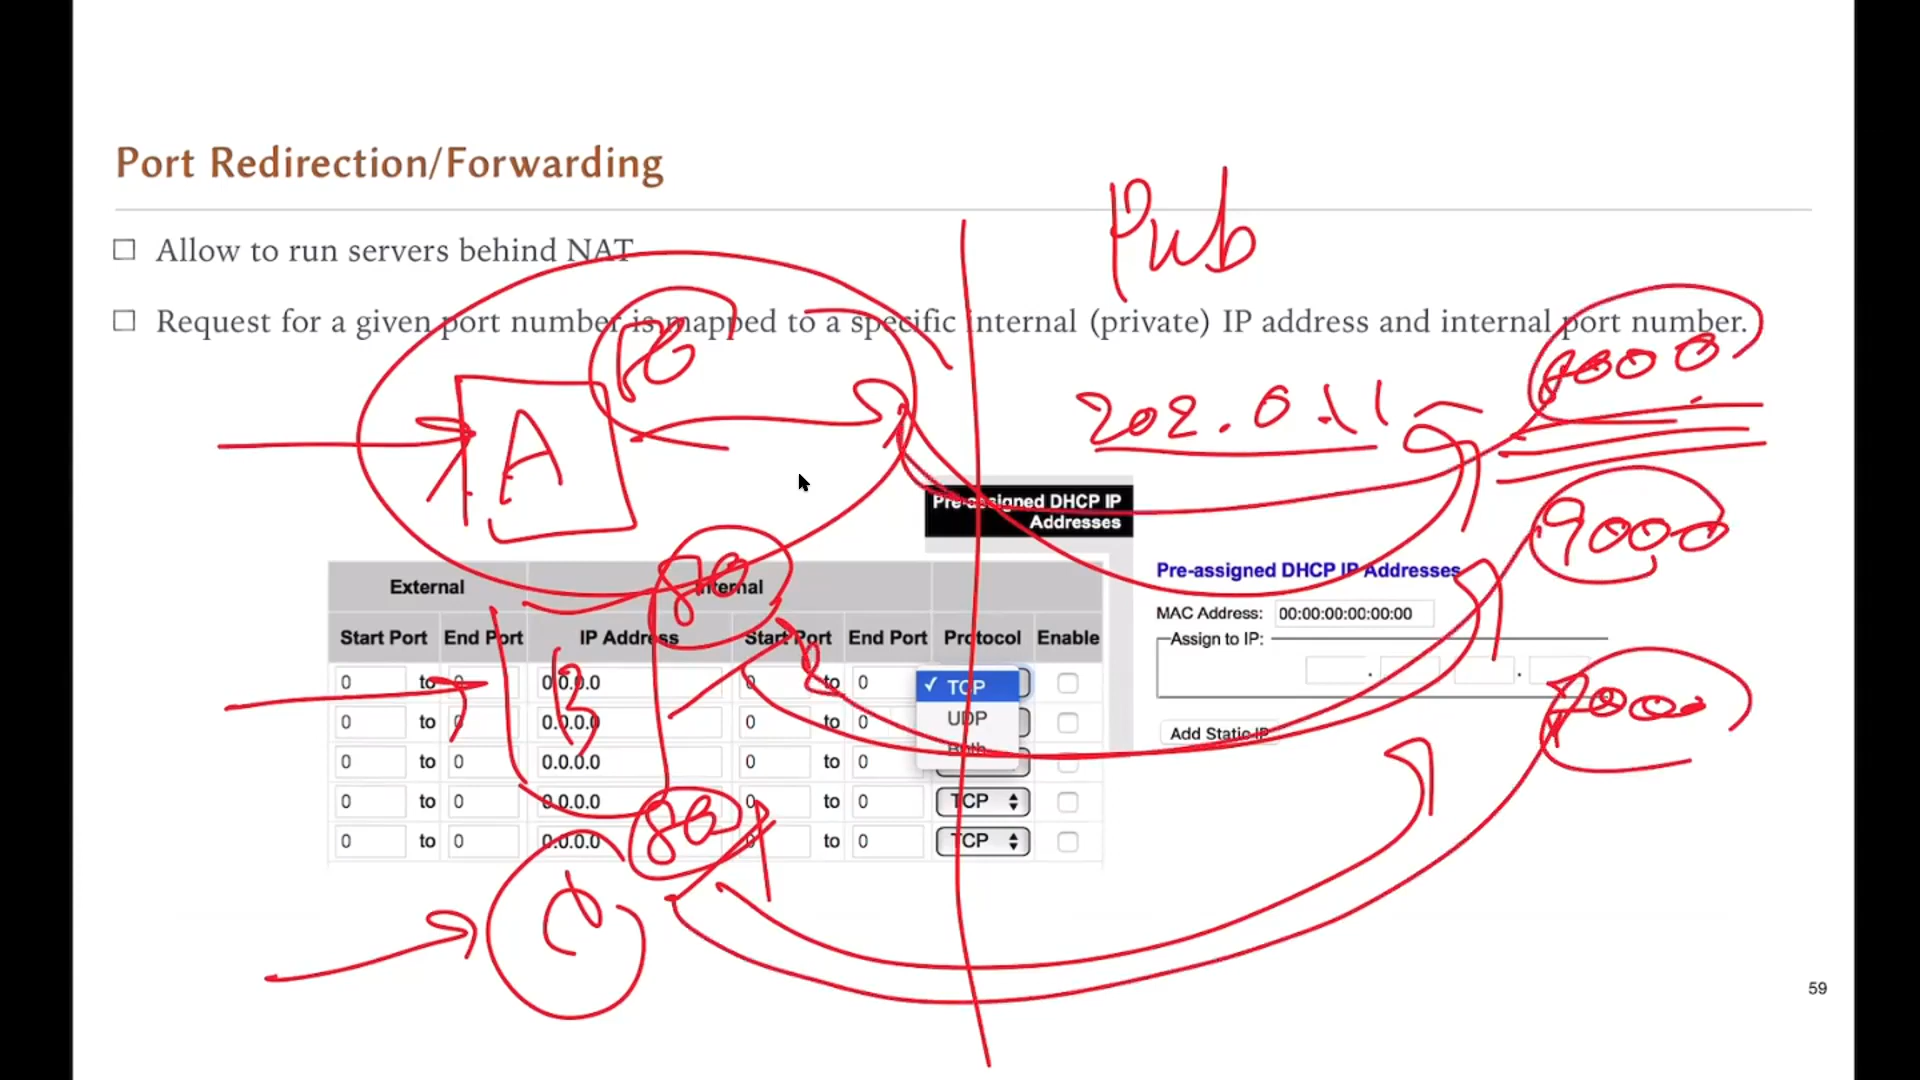 Port Redirection/Forwarding
Pub
☐ Allow to run servers behind NAT
☐ Request for a given port number is mapped to a specific internal (private) IP address and internal port number.
80
8000
202.0.1.1
A
Pre-assigned DHCP IP
Addresses
9000
80
External Internal
Pre-assigned DHCP IP Addresses
MAC Address: 00:00:00:00:00:00
Start Port End Port IP Address Start Port End Port Protocol Enable
Assign to IP:
. . .
B
0 to 0 0.0.0.0 0 to 0 ✓ TCP
0 to 0 0.0.0.0 0 to 0 UDP
Add Static IP
0 to 0 0.0.0.0 0 to 0 Both
0 to 0 0.0.0.0 0 to 0 TCP
80
0 to 0 0.0.0.0 0 to 0 TCP
C
59